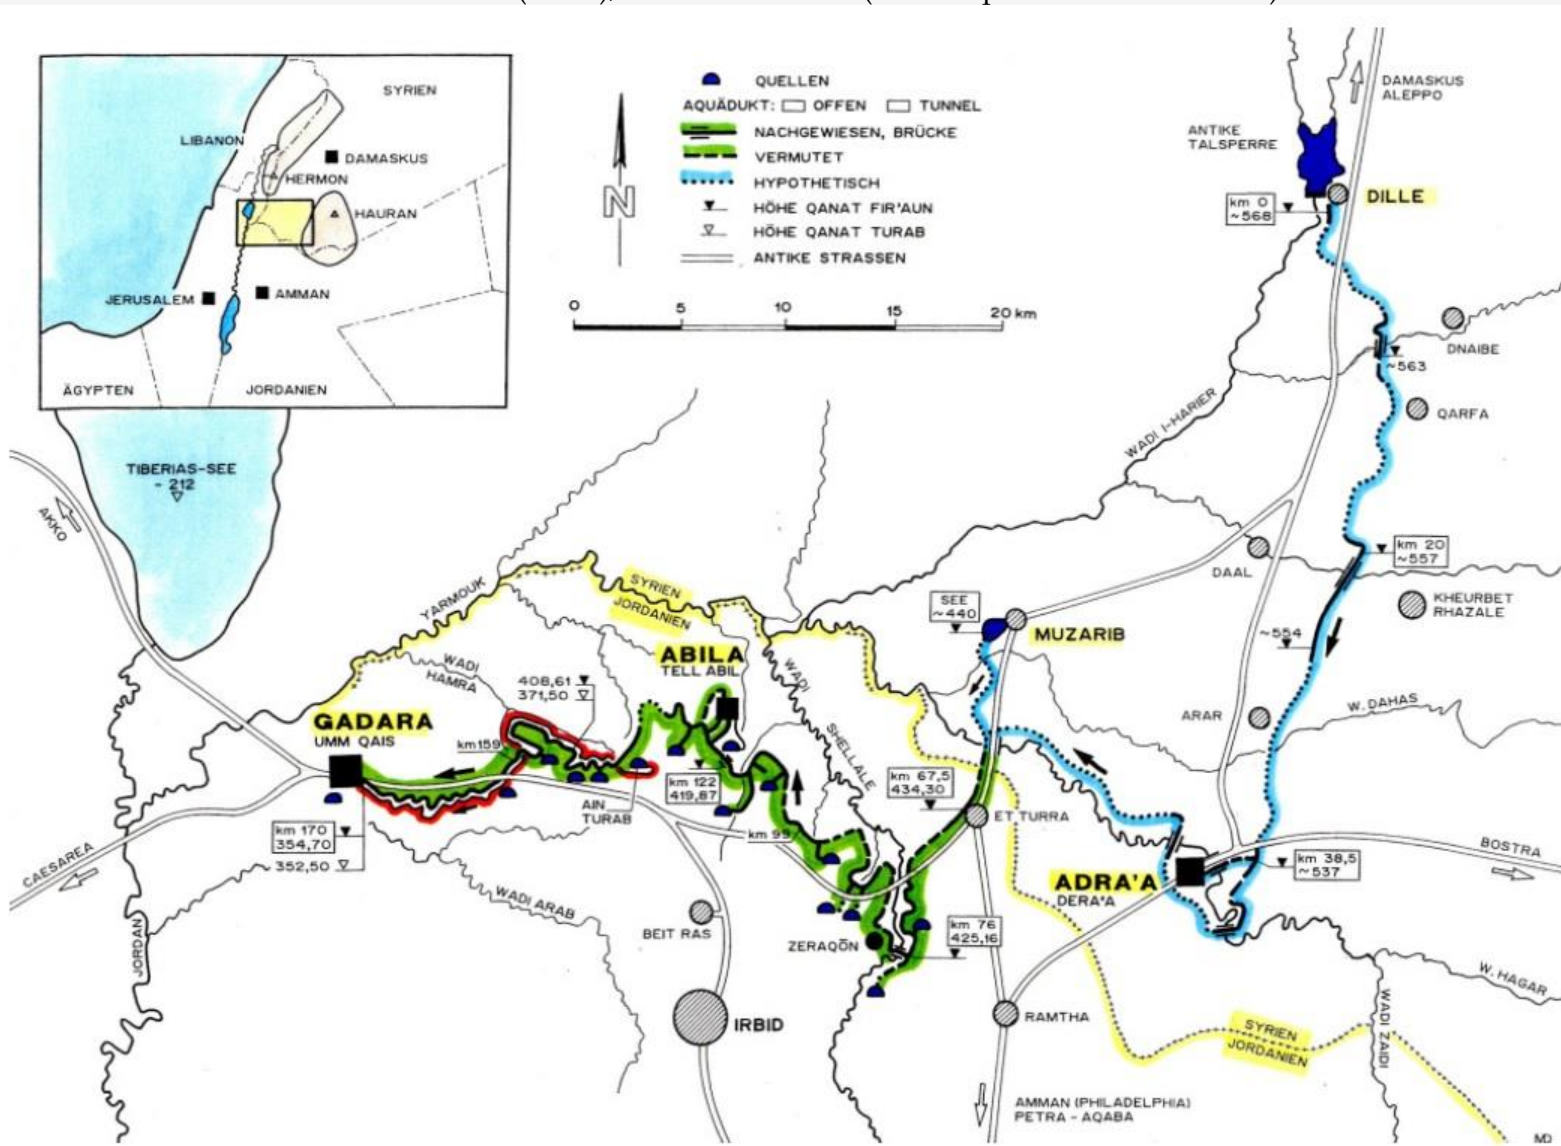 SYRIEN
LIBANON
DAMASKUS
HERMON
HAURAN
JERUSALEM
AMMAN
ÄGYPTEN
JORDANIEN
QUELLEN
AQUÄDUKT: OFFEN TUNNEL
NACHGEWIESEN, BRÜCKE
VERMUTET
HYPOTHETISCH
HÖHE QANAT FIR'AUN
HÖHE QANAT TURAB
ANTIKE STRASSEN
N
0 5 10 15 20 km
DAMASKUS
ALEPPO
ANTIKE
TALSPERRE
DILLE
km 0
~568
DNAIBE
~563
QARFA
WADI I-HARIER
TIBERIAS-SEE
- 212
AKKO
km 20
~557
DAAL
KHEURBET
RHAZALE
YARMOUK
SYRIEN
JORDANIEN
SEE
~440
MUZARIB
~554
ABILA
TELL ABIL
WADI
HAMRA
408,61
371,50
WADI
SHELLALE
W. DAHAS
ARAR
GADARA
UMM QAIS
km 159
km 122
419,87
km 67,5
434,30
AIN
TURAB
ET TURRA
km 99
km 170
354,70
352,50
CAESAREA
BOSTRA
km 38,5
~537
ADRA'A
DERA'A
WADI ARAB
BEIT RAS
ZERAQŌN
km 76
425,16
JORDAN
W. HAGAR
IRBID
RAMTHA
WADI ZAIDI
SYRIEN
JORDANIEN
AMMAN (PHILADELPHIA)
PETRA - AQABA